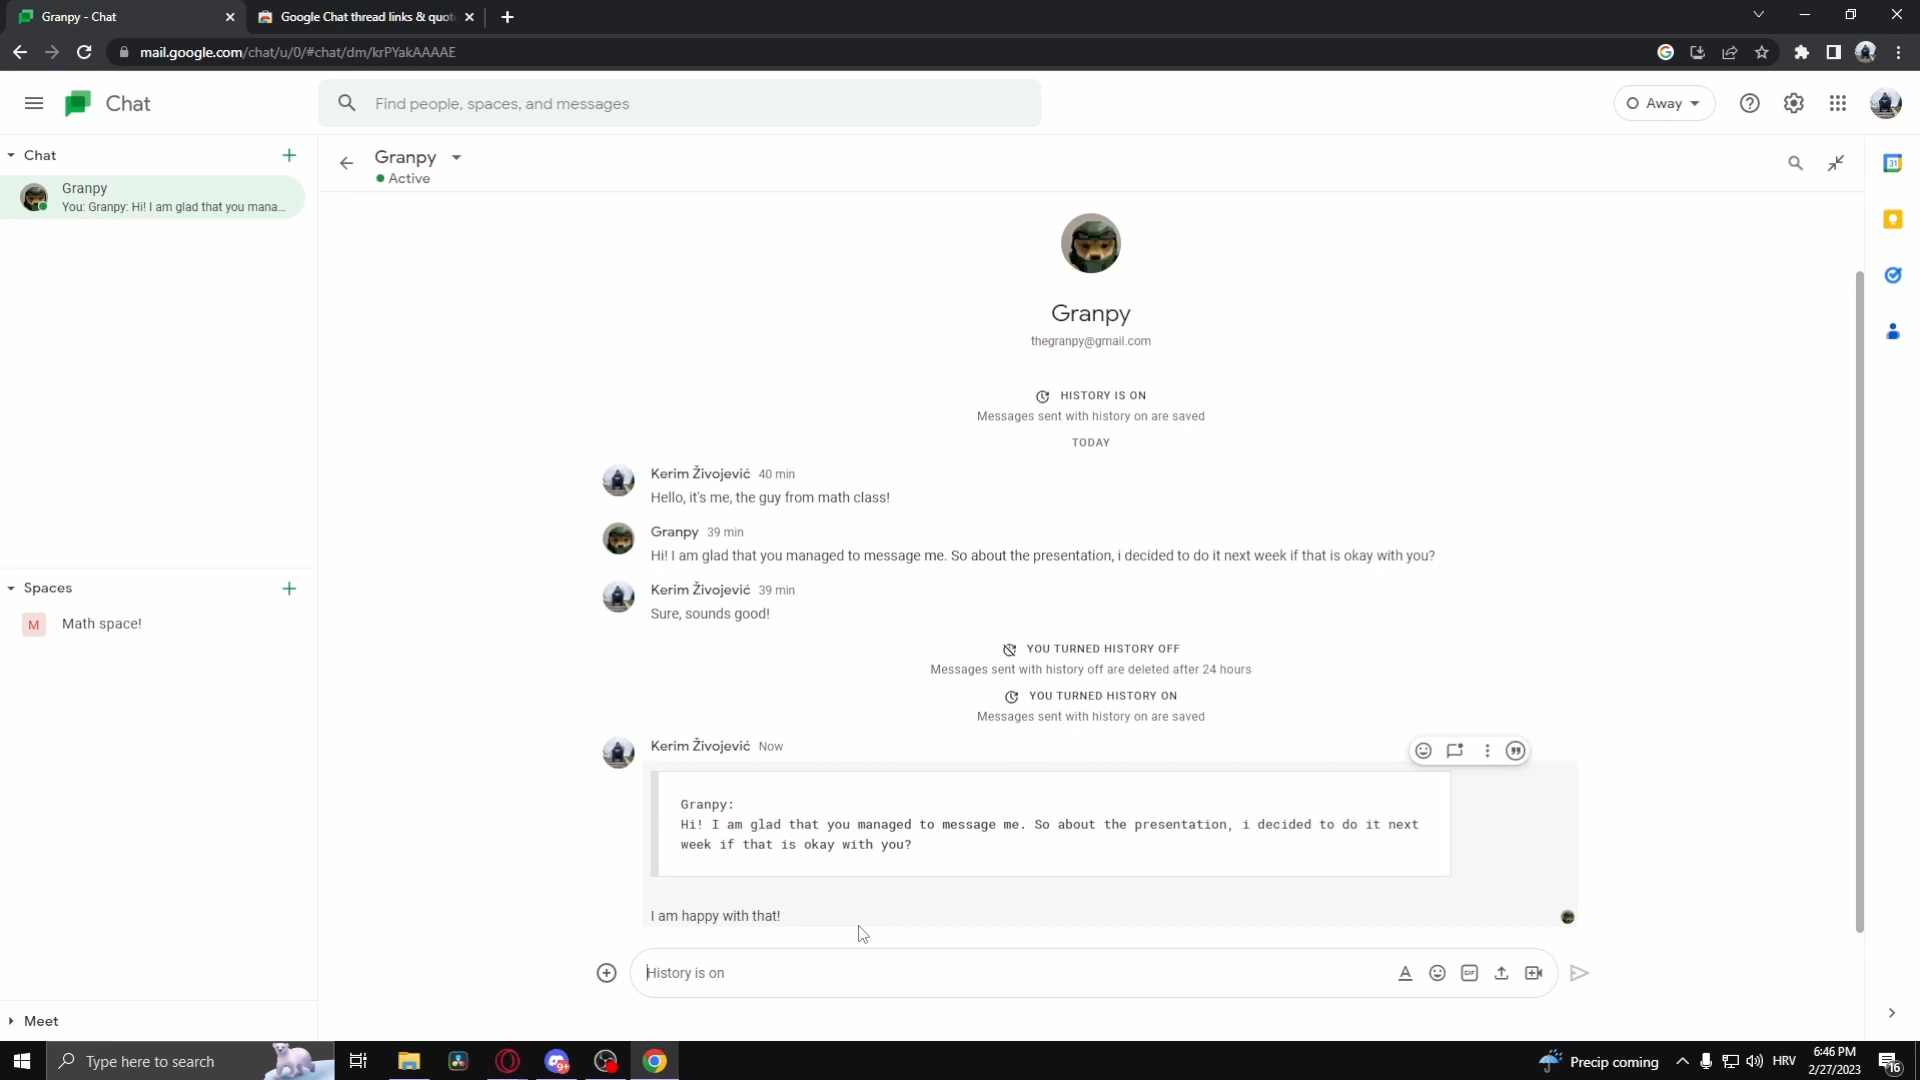 Granpy - Chat
Google Chat thread links & quot
mail.google.com/chat/u/0/#chat/dm/krPYakAAAAE
Chat
Find people, spaces, and messages
Away
Chat
Granpy
You: Granpy: Hi! I am glad that you mana...
Spaces
M
Math space!
Meet
Granpy
Active
31
Granpy
thegranpy@gmail.com
HISTORY IS ON
Messages sent with history on are saved
TODAY
Kerim Živojević 40 min
Hello, it's me, the guy from math class!
Granpy 39 min
Hi! I am glad that you managed to message me. So about the presentation, i decided to do it next week if that is okay with you?
Kerim Živojević 39 min
Sure, sounds good!
YOU TURNED HISTORY OFF
Messages sent with history off are deleted after 24 hours
YOU TURNED HISTORY ON
Messages sent with history on are saved
Kerim Živojević Now
Granpy:
Hi! I am glad that you managed to message me. So about the presentation, i decided to do it next
week if that is okay with you?
I am happy with that!
History is on
GIF
Type here to search
9+
Precip coming
HRV
6:46 PM
2/27/2023
16